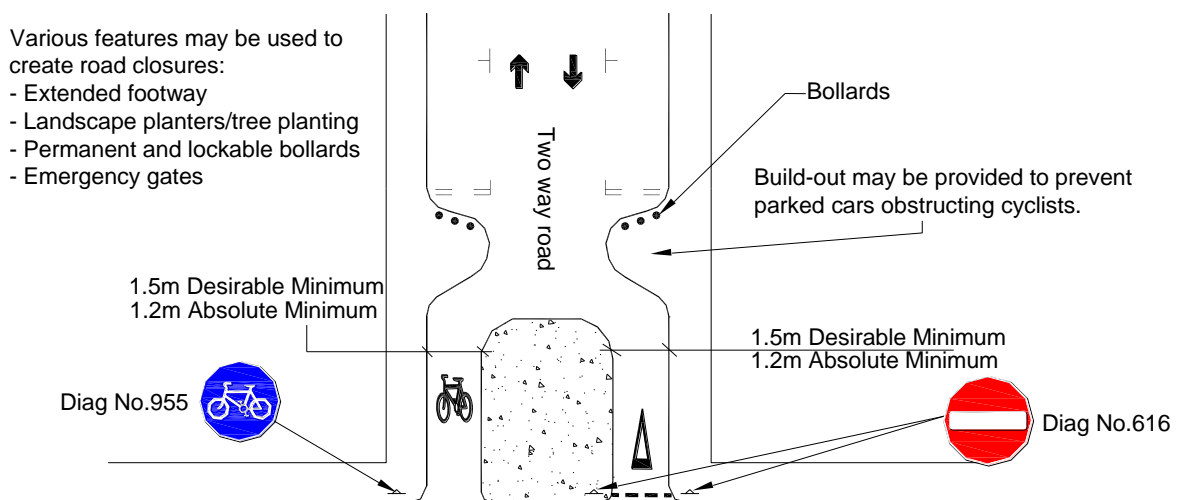 Various features may be used to
create road closures:
- Extended footway
- Landscape planters/tree planting
- Permanent and lockable bollards
- Emergency gates
Bollards
Two way road
Build-out may be provided to prevent
parked cars obstructing cyclists.
1.5m Desirable Minimum
1.2m Absolute Minimum
1.5m Desirable Minimum
1.2m Absolute Minimum
Diag No.955
Diag No.616